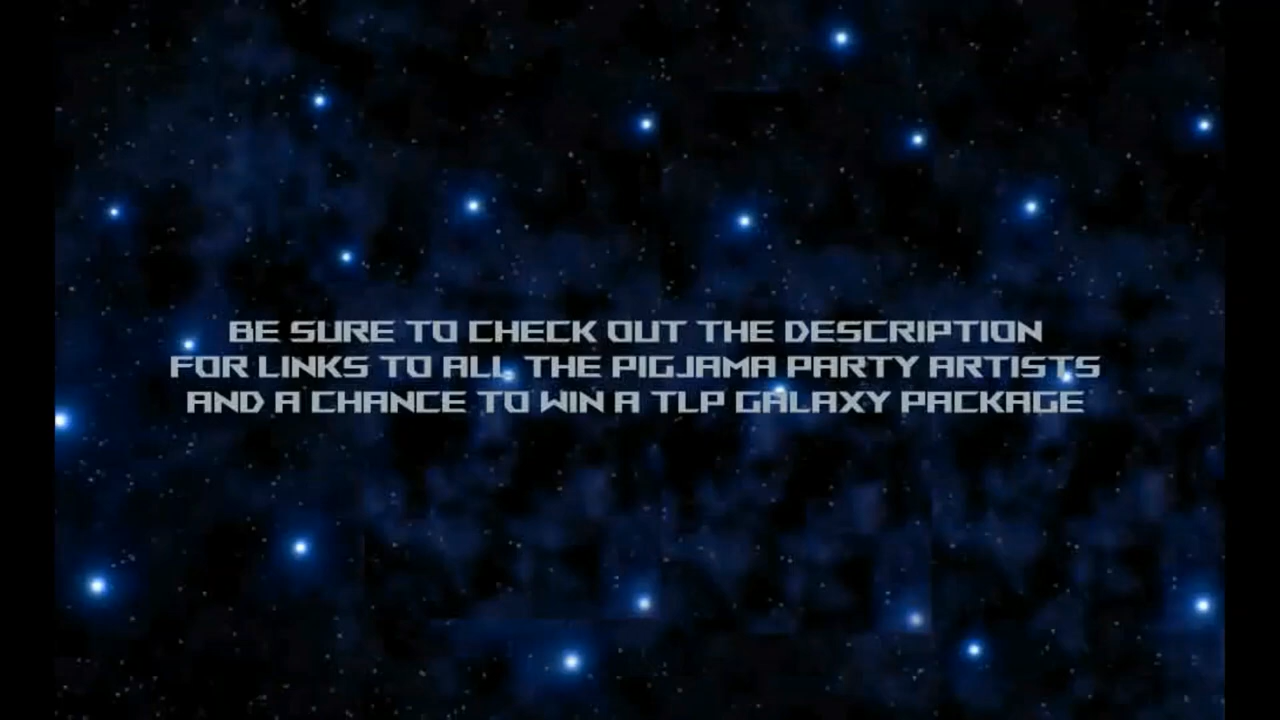 BE SURE TO CHECK OUT THE DESCRIPTION
FOR LINKS TO ALL THE PIGJAMA PARTY ARTISTS
AND A CHANCE TO WIN A TLP GALAXY PACKAGE